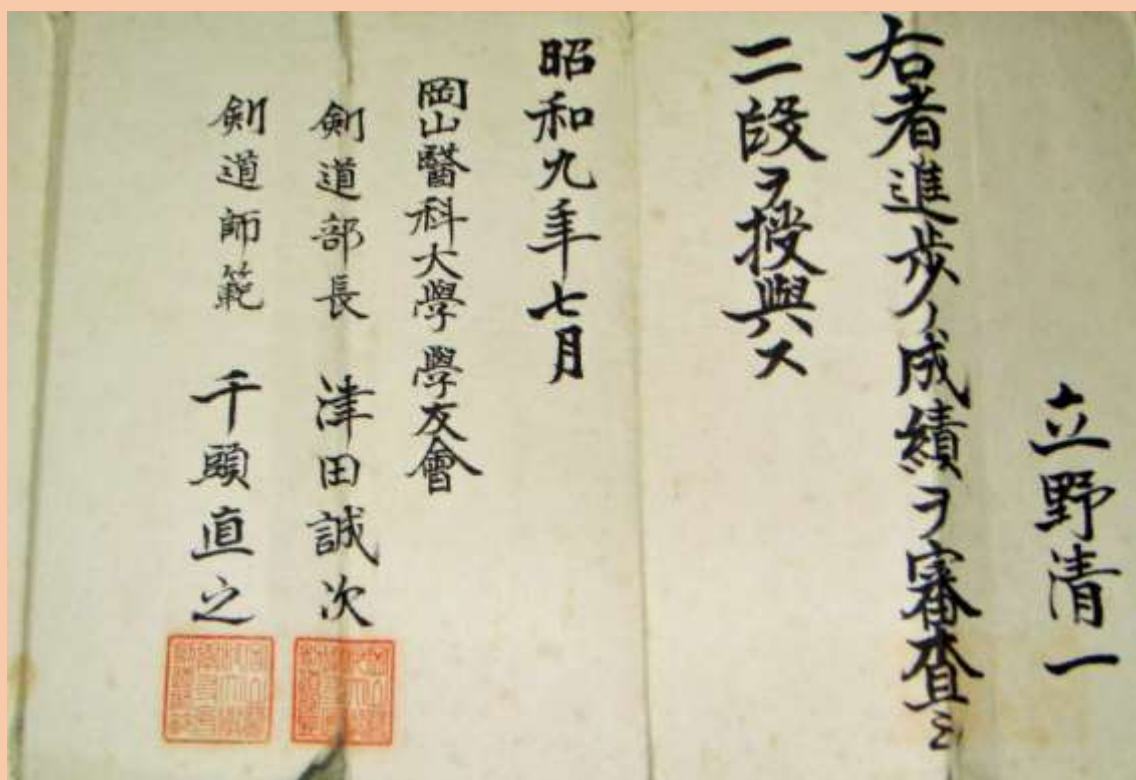 立野清一
右者進歩ノ成績ヲ審査シ
二段ヲ授與ス
昭和九年七月
岡山醫科大學學友會
剣道部長 津田誠次
剣道師範 千頭直之